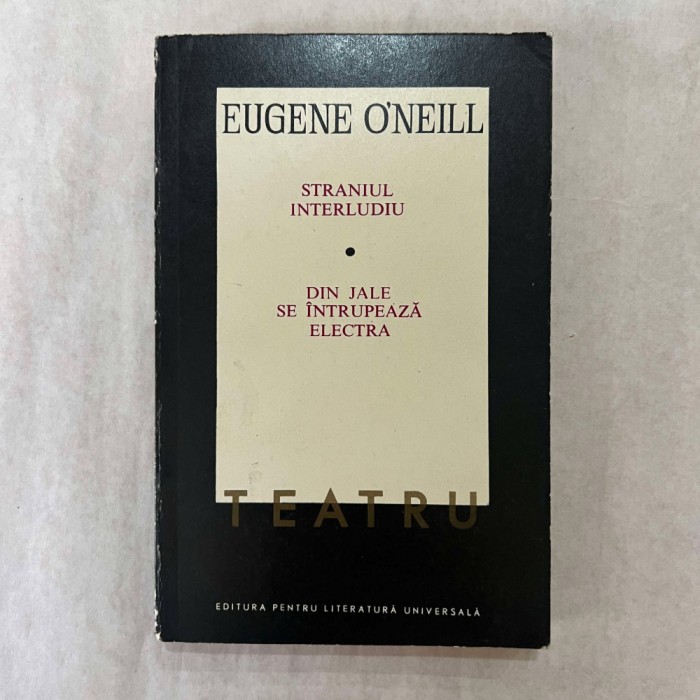 EUGENE O'NEILL
STRANIUL
INTERLUDIU
•
DIN JALE
SE ÎNTRUPEAZĂ
ELECTRA
TEATRU
EDITURA PENTRU LITERATURĂ UNIVERSALĂ